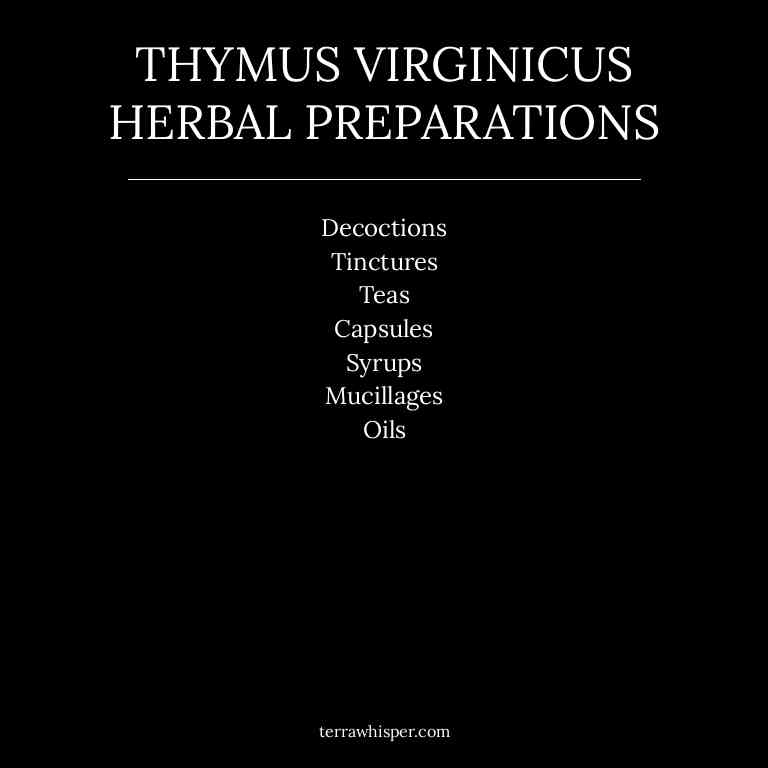 THYMUS VIRGINICUS
HERBAL PREPARATIONS
Decoctions
Tinctures
Teas
Capsules
Syrups
Mucillages
Oils
terrawhisper.com